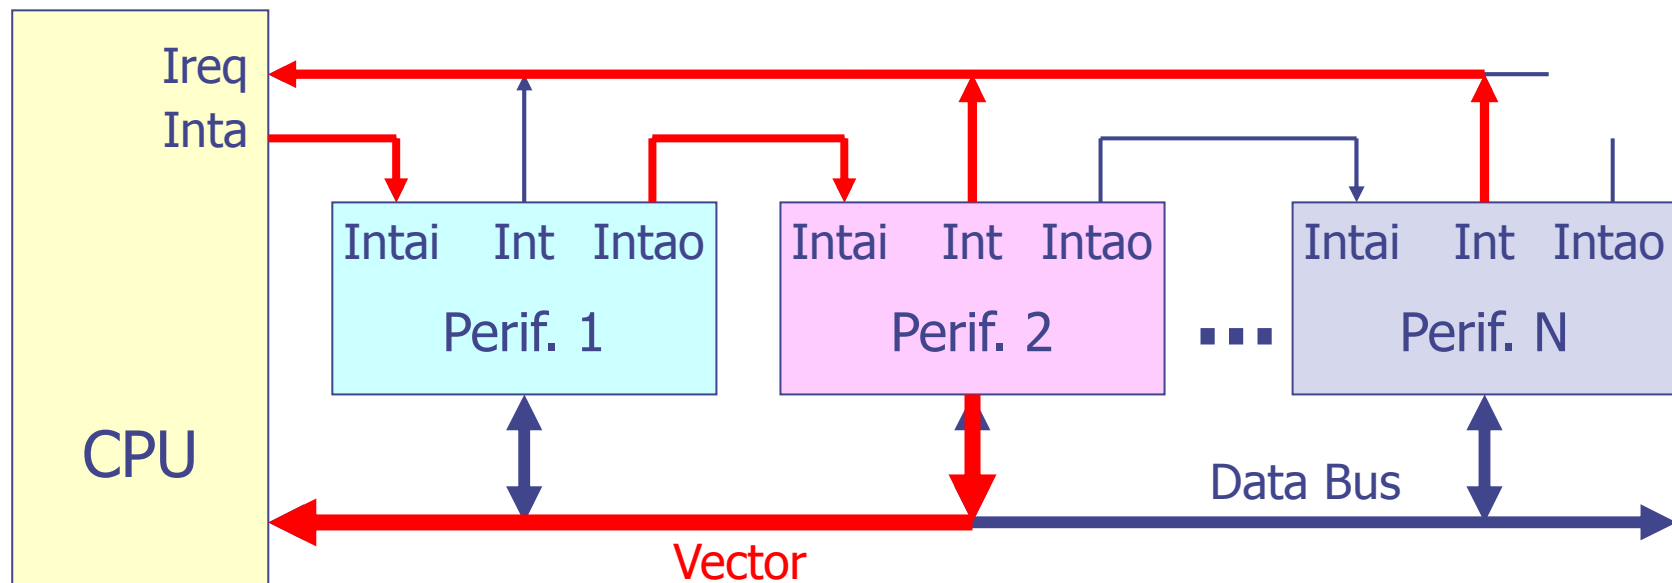 Ireq
Inta
Intai Int Intao
Perif. 1
Intai Int Intao
Perif. 2
...
Intai Int Intao
Perif. N
CPU
Data Bus
Vector